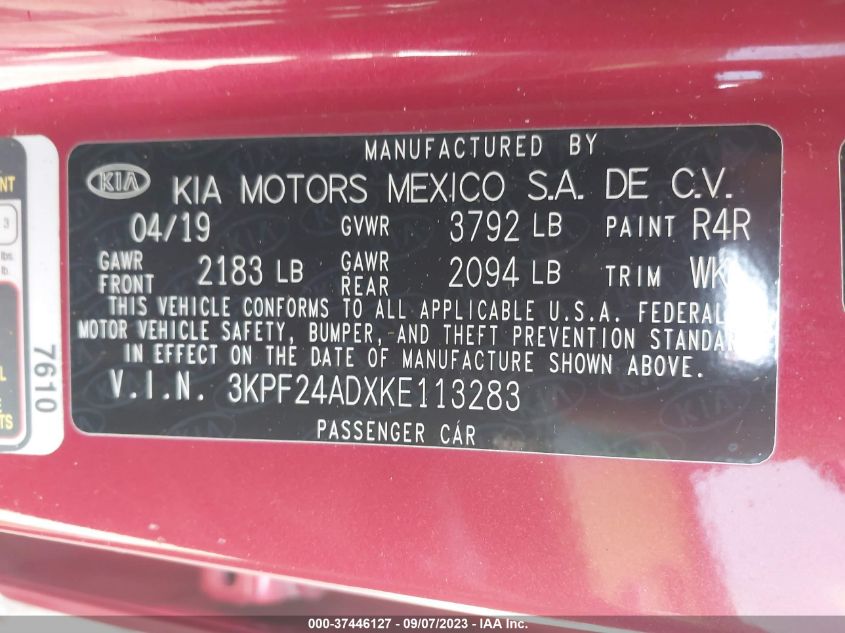 MANUFACTURED BY
KIA KIA MOTORS MEXICO S.A. DE C.V.
04/19 GVWR 3792 LB PAINT R4R
GAWR FRONT 2183 LB GAWR REAR 2094 LB TRIM WK
THIS VEHICLE CONFORMS TO ALL APPLICABLE U.S.A. FEDERAL
MOTOR VEHICLE SAFETY, BUMPER, AND THEFT PREVENTION
IN EFFECT ON THE DATE OF MANUFACTURE SHOWN ABOVE.
V.I.N. 3KPF24ADXKE113283
PASSENGER CAR
7610
3
lbs.
lb.
000-37446127 - 09/07/2023 - IAA Inc.